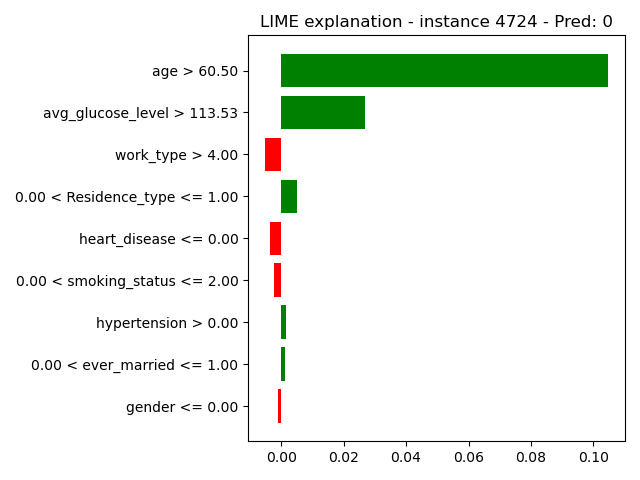 LIME explanation - instance 4724 - Pred: 0
age > 60.50
avg_glucose_level > 113.53
work_type > 4.00
0.00 < Residence_type <= 1.00
heart_disease <= 0.00
0.00 < smoking_status <= 2.00
hypertension > 0.00
0.00 < ever_married <= 1.00
gender <= 0.00
0.00 0.02 0.04 0.06 0.08 0.10